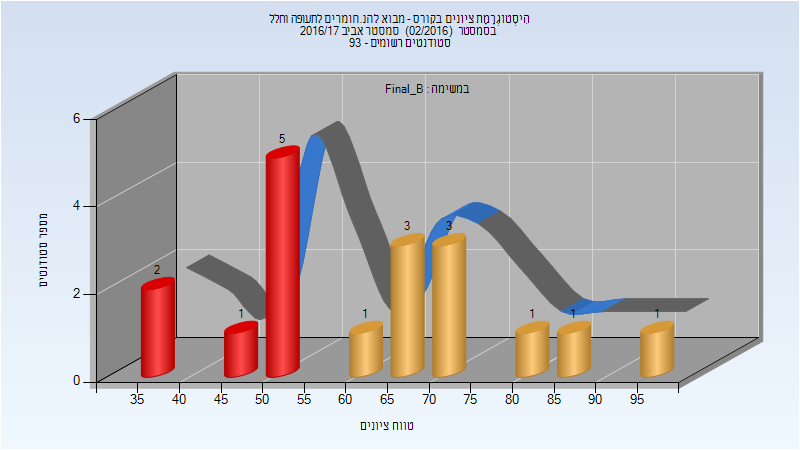 היסטוגרמת ציונים בקורס - מבוא להנ.חומרים לתעופה וחלל
בסמסטר (02/2016) סמסטר אביב 2016/17
סטודנטים רשומים - 93
במשימה : Final_B
מספר סטודנטים
6
4
2
0
2
1
5
1
3
3
1
1
1
35 40 45 50 55 60 65 70 75 80 85 90 95
טווח ציונים